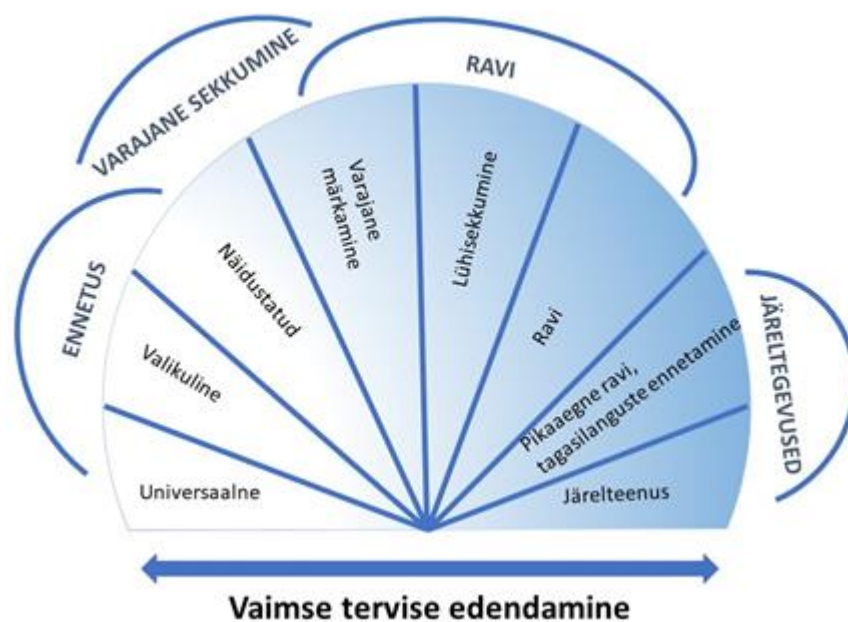 VARAJANE SEKKUMINE
RAVI
ENNETUS
JÄRELTEGEVUSED
Universaalne
Valikuline
Näidustatud
Varajane
märkamine
Lühisekkumine
Ravi
Pikaaegne ravi,
tagasilanguste ennetamine
Järelteenus
Vaimse tervise edendamine